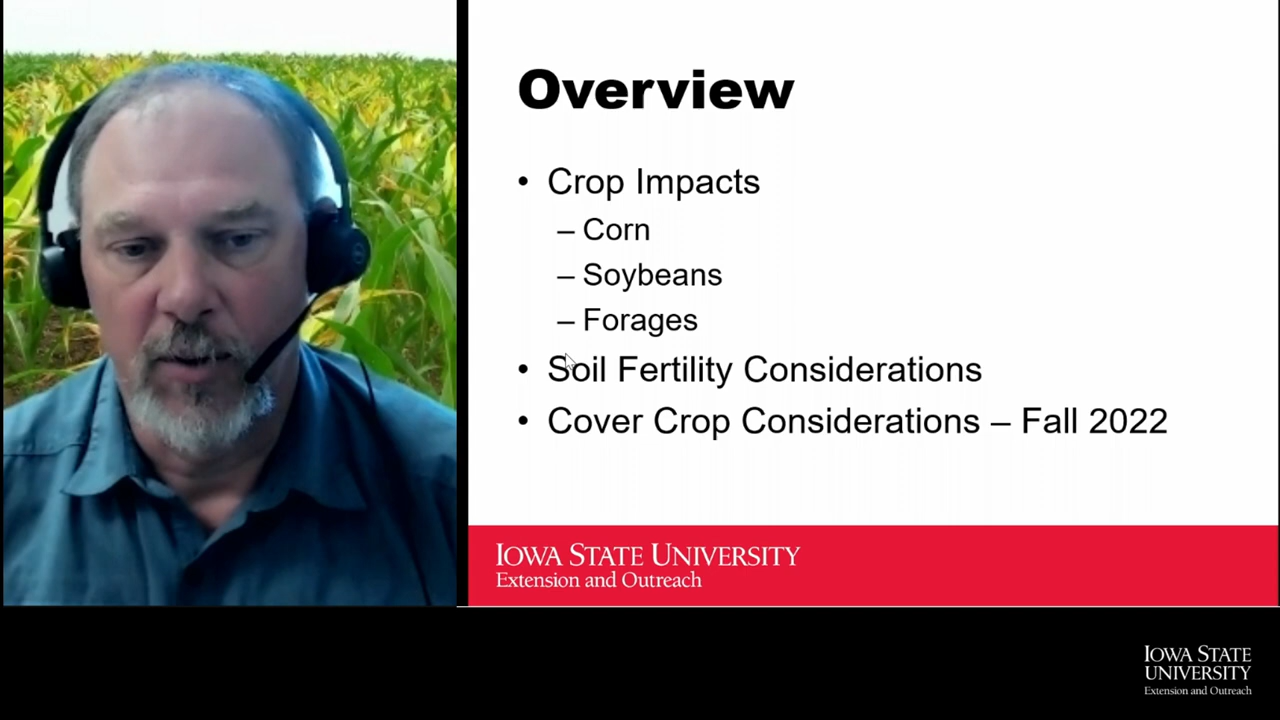 Overview
• Crop Impacts
– Corn
– Soybeans
– Forages
• Soil Fertility Considerations
• Cover Crop Considerations – Fall 2022
IOWA STATE UNIVERSITY
Extension and Outreach
IOWA STATE
UNIVERSITY
Extension and Outreach